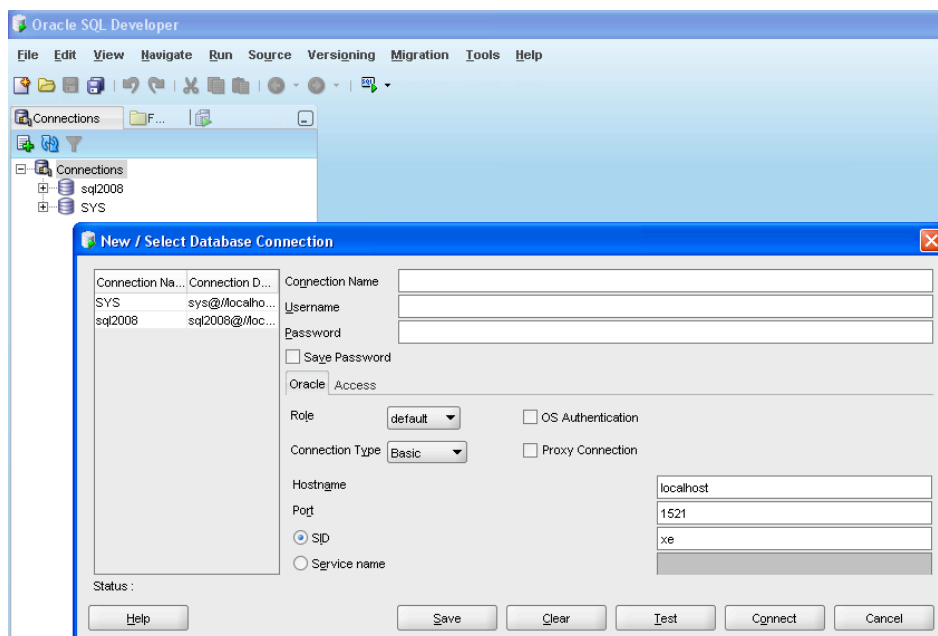 Oracle SQL Developer
File Edit View Navigate Run Source Versioning Migration Tools Help
Connections F...
Connections
sql2008
SYS
New / Select Database Connection
Connection Na... Connection D...
SYS sys@//localho...
sql2008 sql2008@//loc...
Connection Name
Username
Password
Save Password
Oracle Access
Role default OS Authentication
Connection Type Basic Proxy Connection
Hostname localhost
Port 1521
SID xe
Service name
Status :
Help Save Clear Test Connect Cancel